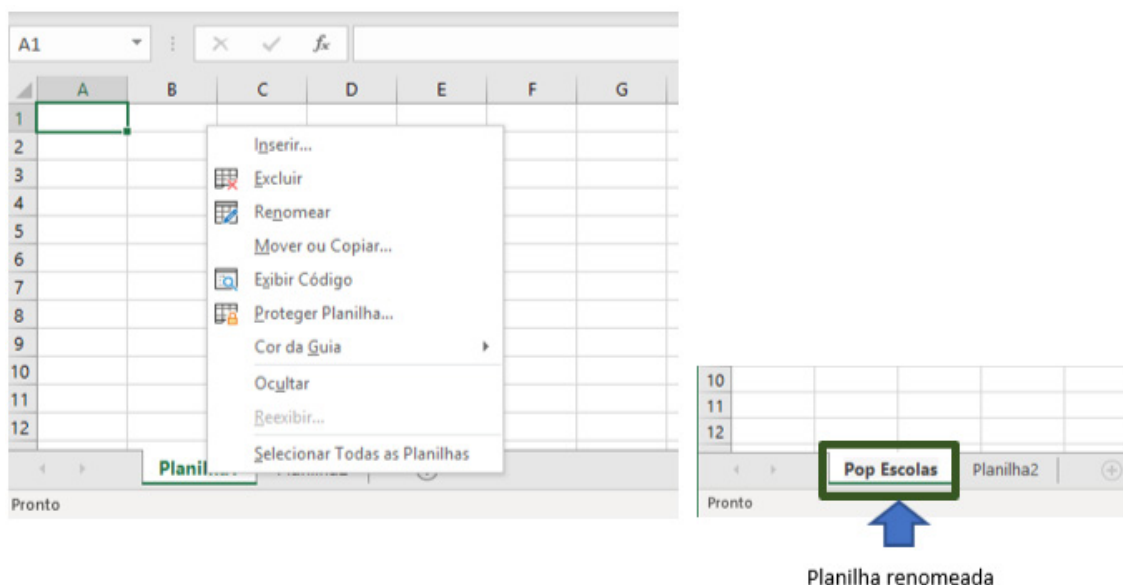 A1
fx
A B C D E F G
1
2
3
4
5
6
7
8
9
10
11
12
Inserir...
Excluir
Renomear
Mover ou Copiar...
Exibir Código
Proteger Planilha...
Cor da Guia
Ocultar
Reexibir...
Selecionar Todas as Planilhas
Pronto
10
11
12
Pop Escolas Planilha2
Pronto
Planilha renomeada